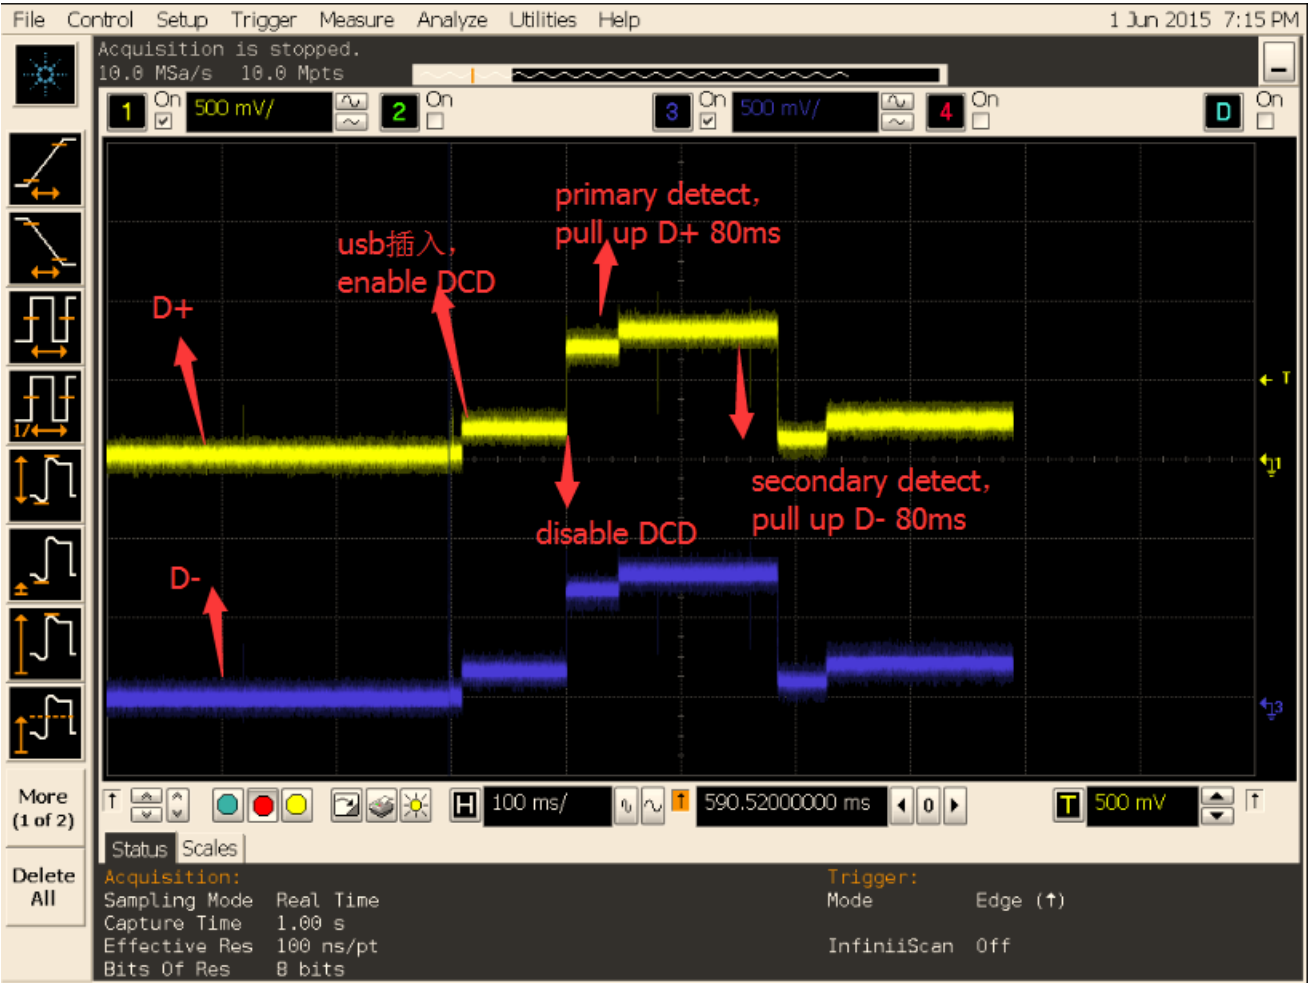 File Control Setup Trigger Measure Analyze Utilities Help 1 Jun 2015 7:15 PM
Acquisition is stopped.
10.0 MSa/s 10.0 Mpts
1 On 500 mV/ 2 On 3 On 500 mV/ 4 On D On
primary detect,
pull up D+ 80ms
usb插入,
enable DCD
D+
T
1
secondary detect,
pull up D- 80ms
disable DCD
D-
3
1/
More
(1 of 2)
Delete
All
H 100 ms/ 590.52000000 ms 0 T 500 mV
Status Scales
Acquisition:
Sampling Mode Real Time
Capture Time 1.00 s
Effective Res 100 ns/pt
Bits Of Res 8 bits
Trigger:
Mode Edge (↑)
InfiniiScan Off